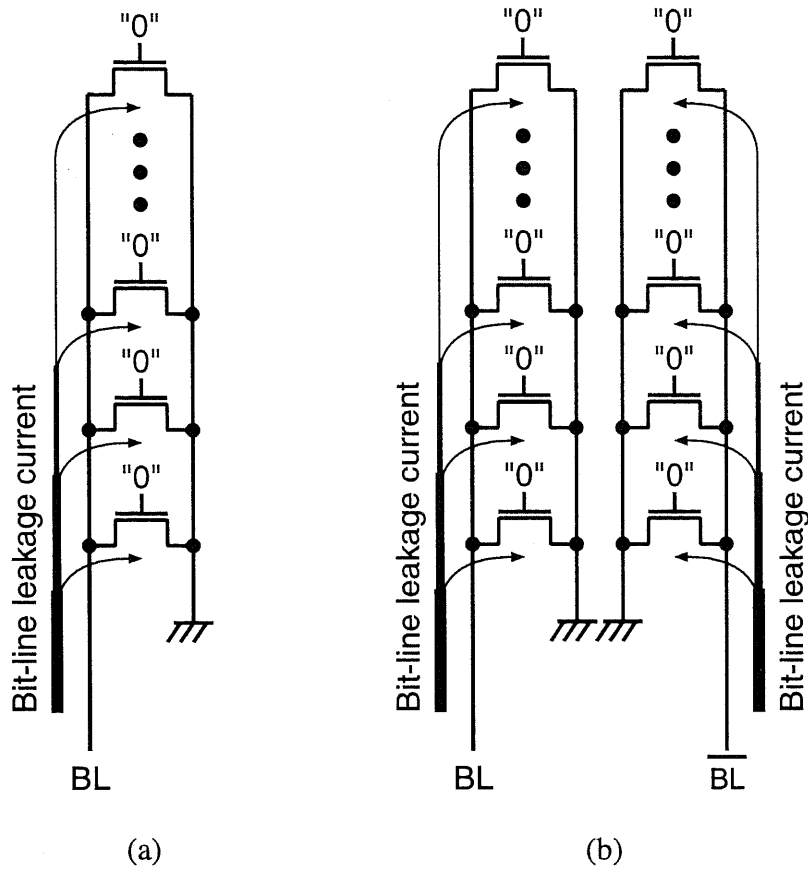 "0"
"0"
"0"
"0"
Bit-line leakage current
BL
(a)
"0"
"0"
"0"
"0"
"0"
"0"
"0"
"0"
Bit-line leakage current
Bit-line leakage current
BL
B̅L̅
(b)